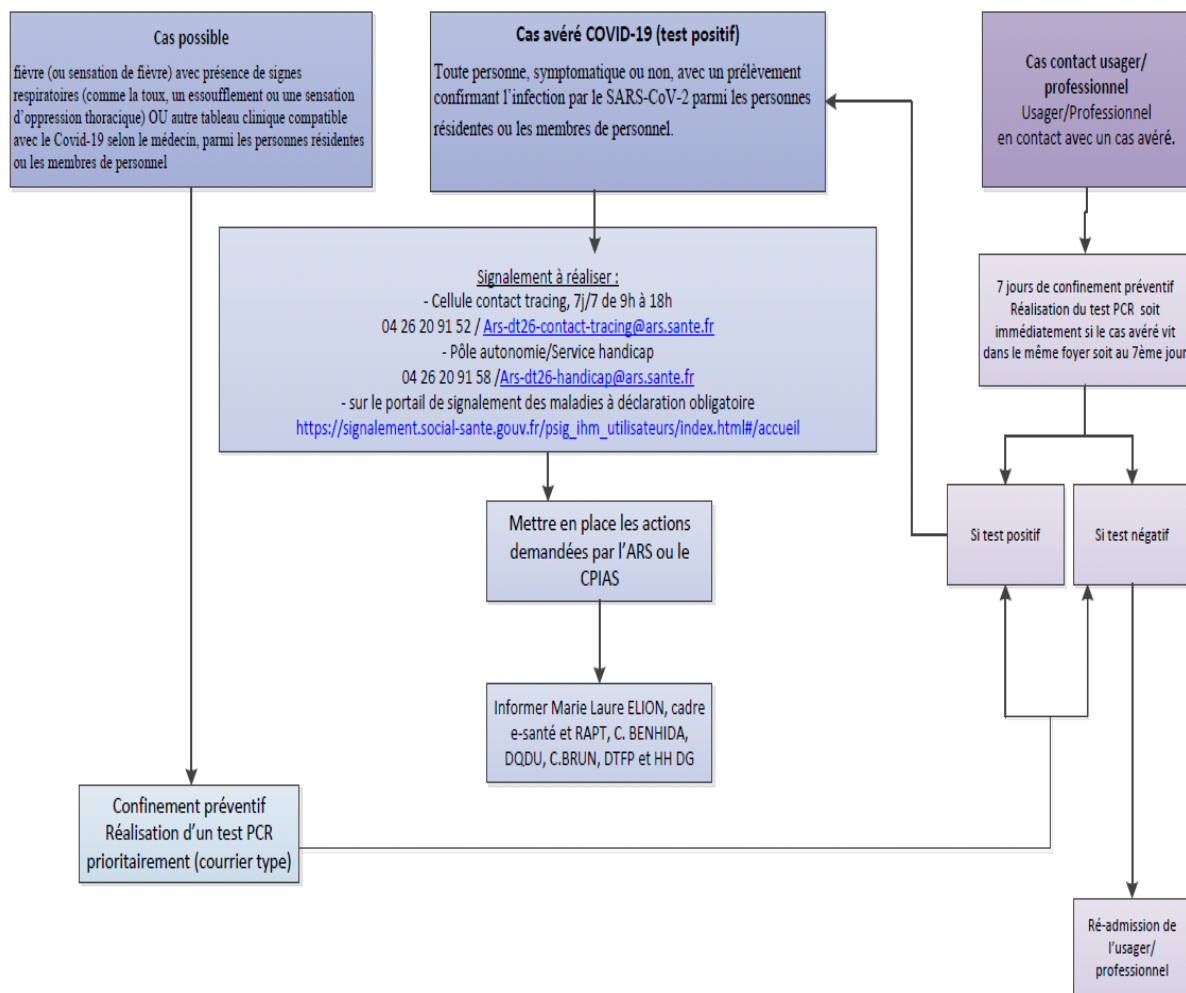 Cas possible
fièvre (ou sensation de fièvre) avec présence de signes
respiratoires (comme la toux, un essoufflement ou une sensation
d'oppression thoracique) OU autre tableau clinique compatible
avec le Covid-19 selon le médecin, parmi les personnes résidentes
ou les membres de personnel
Cas avéré COVID-19 (test positif)
Toute personne, symptomatique ou non, avec un prélèvement
confirmant l'infection par le SARS-CoV-2 parmi les personnes
résidentes ou les membres de personnel.
Cas contact usager/
professionnel
Usager/Professionnel
en contact avec un cas avéré.
Signalement à réaliser :
- Cellule contact tracing, 7j/7 de 9h à 18h
04 26 20 91 52 / Ars-dt26-contact-tracing@ars.sante.fr
- Pôle autonomie/Service handicap
04 26 20 91 58 /Ars-dt26-handicap@ars.sante.fr
- sur le portail de signalement des maladies à déclaration obligatoire
https://signalement.social-sante.gouv.fr/psig_ihm_utilisateurs/index.html#/accueil
7 jours de confinement préventif
Réalisation du test PCR soit
immédiatement si le cas avéré vit
dans le même foyer soit au 7ème jour
Mettre en place les actions
demandées par l'ARS ou le
CPIAS
Si test positif
Si test négatif
Informer Marie Laure ELION, cadre
e-santé et RAPT, C. BENHIDA,
DQDU, C.BRUN, DTFP et HH DG
Confinement préventif
Réalisation d'un test PCR
prioritairement (courrier type)
Ré-admission de
l'usager/
professionnel